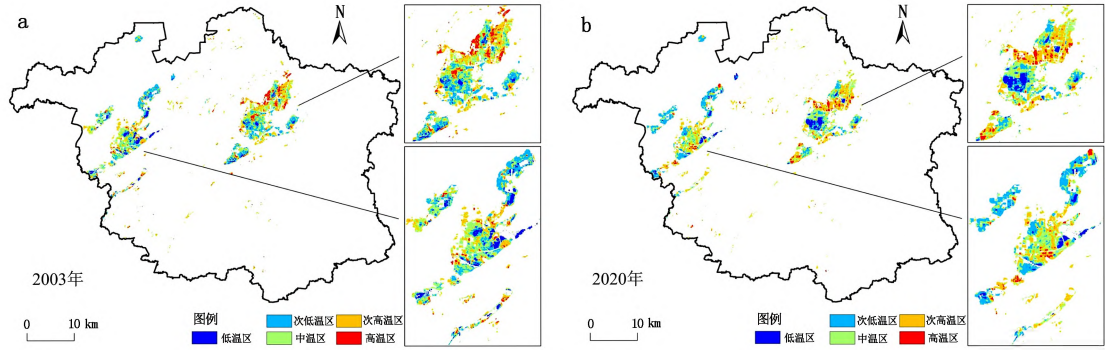 a
N
2003年
0 10 km
图例
低温区
次低温区
中温区
次高温区
高温区
b
N
2020年
0 10 km
图例
低温区
次低温区
中温区
次高温区
高温区